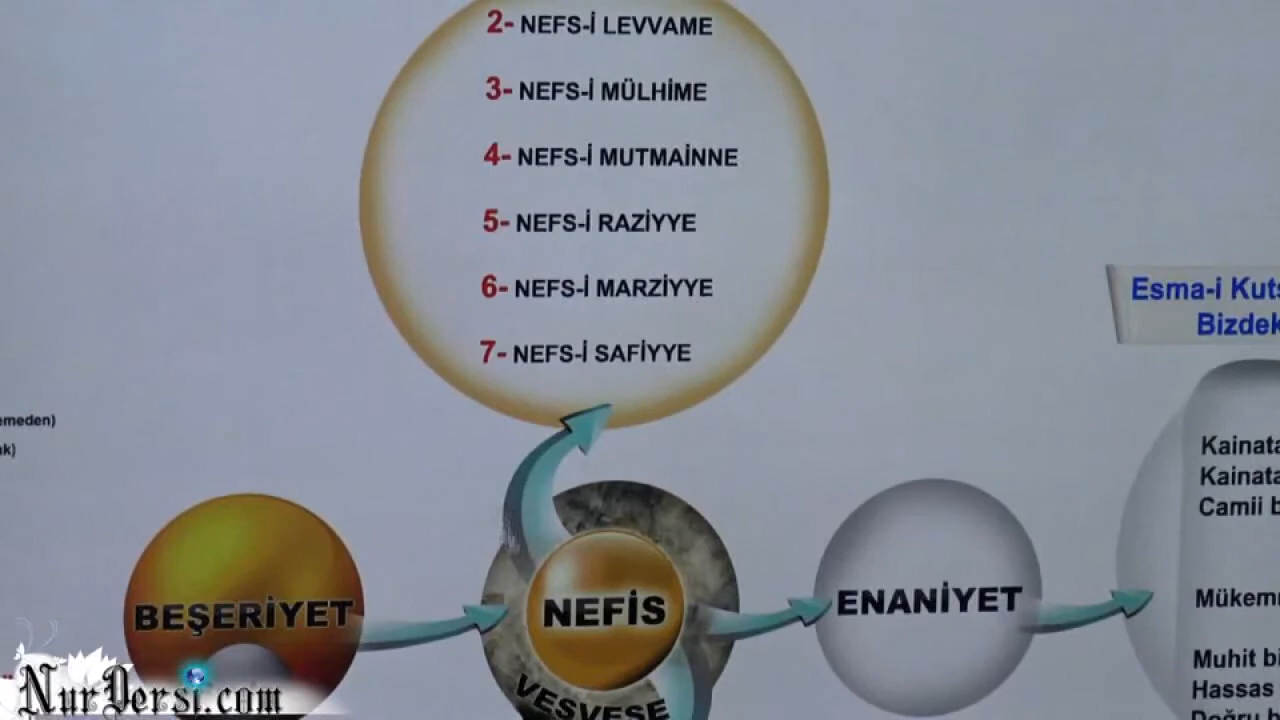 2- NEFS-İ LEVVAME
3- NEFS-İ MÜLHİME
4- NEFS-İ MUTMAİNNE
5- NEFS-İ RAZİYYE
6- NEFS-İ MARZİYYE
7- NEFS-İ SAFİYYE
Esma-i Kuts
Bizdek
emeden)
ak)
Kainata
Kainata
Camii b
BEŞERİYET
NEFİS
ENANİYET
Mükemm
Muhit bi
Hassas
Doğru b
VESVESE
NurDersi.com